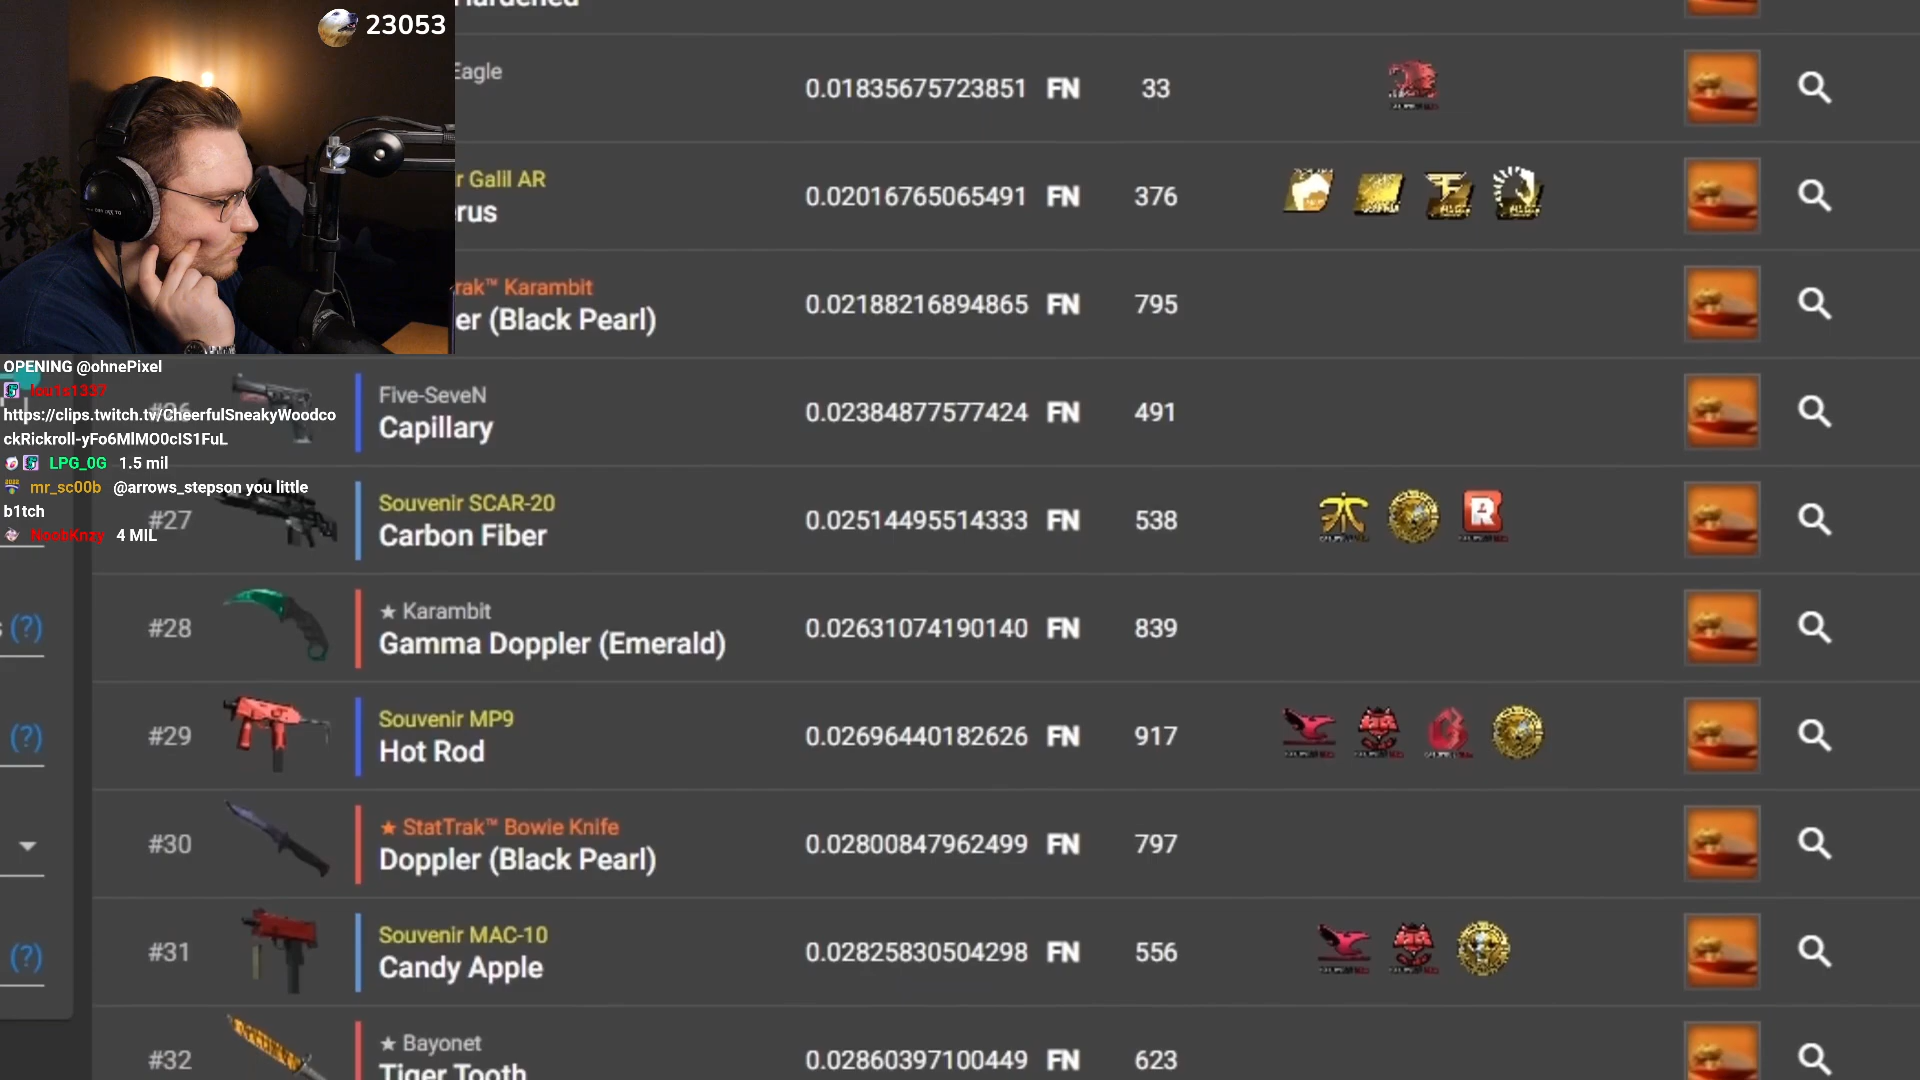 23053
Hardened
Eagle
0.01835675723851 FN 33
r Galil AR
rus
0.02016765065491 FN 376
rak™ Karambit
er (Black Pearl)
0.02188216894865 FN 795
OPENING @ohnePixel
lou1s1337
https://clips.twitch.tv/CheerfulSneakyWoodco
ckRickroll-yFo6MlMO0cIS1FuL
LPG_0G 1.5 mil
mr_sc00b @arrows_stepson you little
b1tch
NoobKnzy 4 MIL
#26
Five-SeveN
Capillary
0.02384877577424 FN 491
#27
Souvenir SCAR-20
Carbon Fiber
0.02514495514333 FN 538
#28
★ Karambit
Gamma Doppler (Emerald)
0.02631074190140 FN 839
s (?)
#29
Souvenir MP9
Hot Rod
0.02696440182626 FN 917
(?)
#30
★ StatTrak™ Bowie Knife
Doppler (Black Pearl)
0.02800847962499 FN 797
#31
Souvenir MAC-10
Candy Apple
0.02825830504298 FN 556
(?)
#32
★ Bayonet
Tiger Tooth
0.02860397100449 FN 623